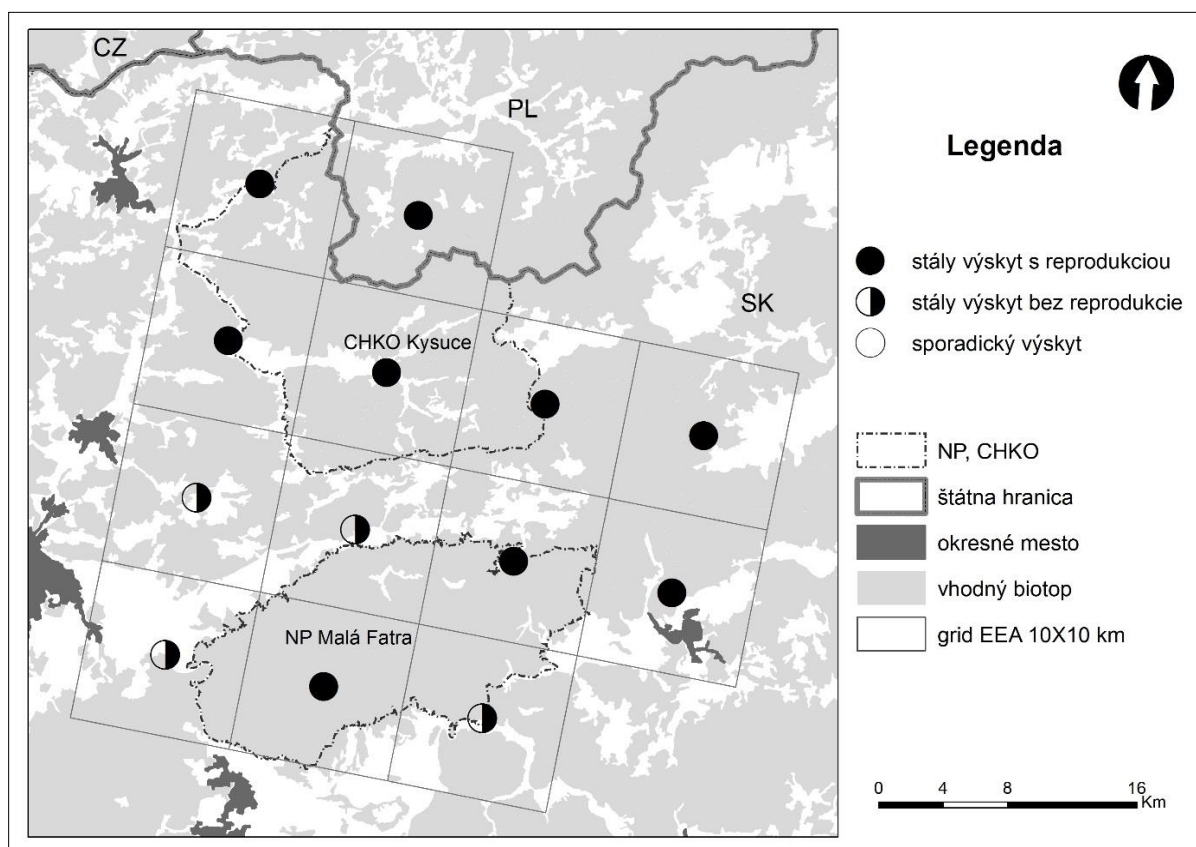 CZ
PL
SK
CHKO Kysuce
NP Malá Fatra
Legenda
stály výskyt s reprodukciou
stály výskyt bez reprodukcie
sporadický výskyt
NP, CHKO
štátna hranica
okresné mesto
vhodný biotop
grid EEA 10X10 km
0 4 8 16
Km